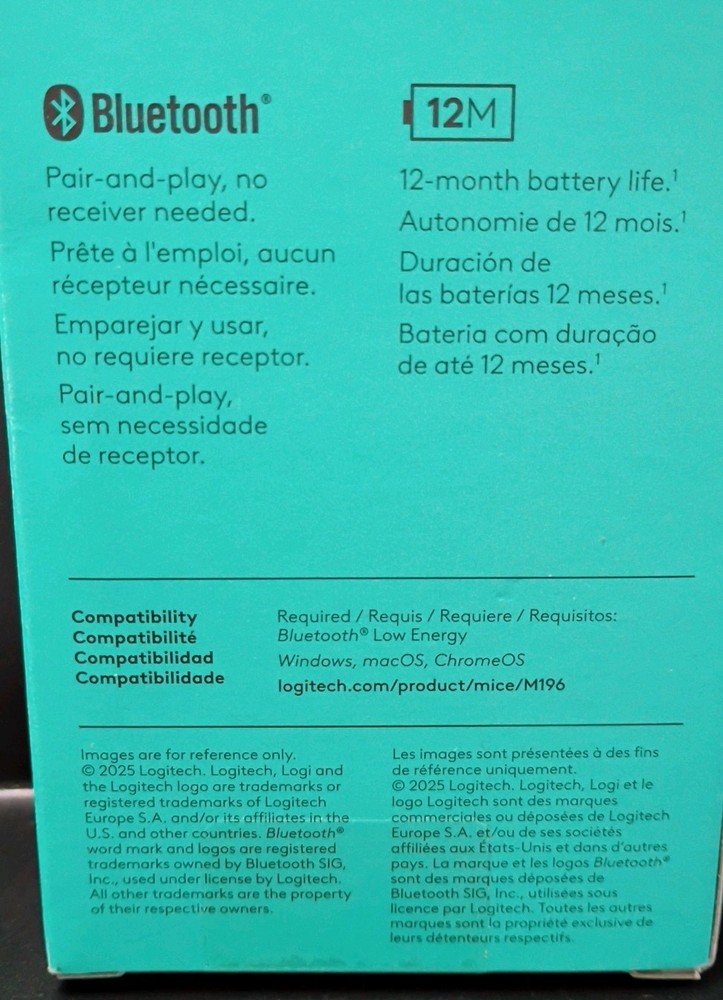 Bluetooth®
Pair-and-play, no
receiver needed.
Prête à l'emploi, aucun
récepteur nécessaire.
Emparejar y usar,
no requiere receptor.
Pair-and-play,
sem necessidade
de receptor.
12M
12-month battery life.¹
Autonomie de 12 mois.¹
Duración de
las baterías 12 meses.¹
Bateria com duração
de até 12 meses.¹
Compatibility
Compatibilité
Compatibilidad
Compatibilidade
Required / Requis / Requiere / Requisitos:
Bluetooth® Low Energy
Windows, macOS, ChromeOS
logitech.com/product/mice/M196
Images are for reference only.
© 2025 Logitech. Logitech, Logi and
the Logitech logo are trademarks or
registered trademarks of Logitech
Europe S.A. and/or its affiliates in the
U.S. and other countries. Bluetooth®
word mark and logos are registered
trademarks owned by Bluetooth SIG,
Inc., used under license by Logitech.
All other trademarks are the property
of their respective owners.
Les images sont présentées à des fins
de référence uniquement.
© 2025 Logitech. Logitech, Logi et le
logo Logitech sont des marques
commerciales ou déposées de Logitech
Europe S.A. et/ou de ses sociétés
affiliées aux États-Unis et dans d'autres
pays. La marque et les logos Bluetooth®
sont des marques déposées de
Bluetooth SIG, Inc., utilisées sous
licence par Logitech. Toutes les autres
marques sont la propriété exclusive de
leurs détenteurs respectifs.